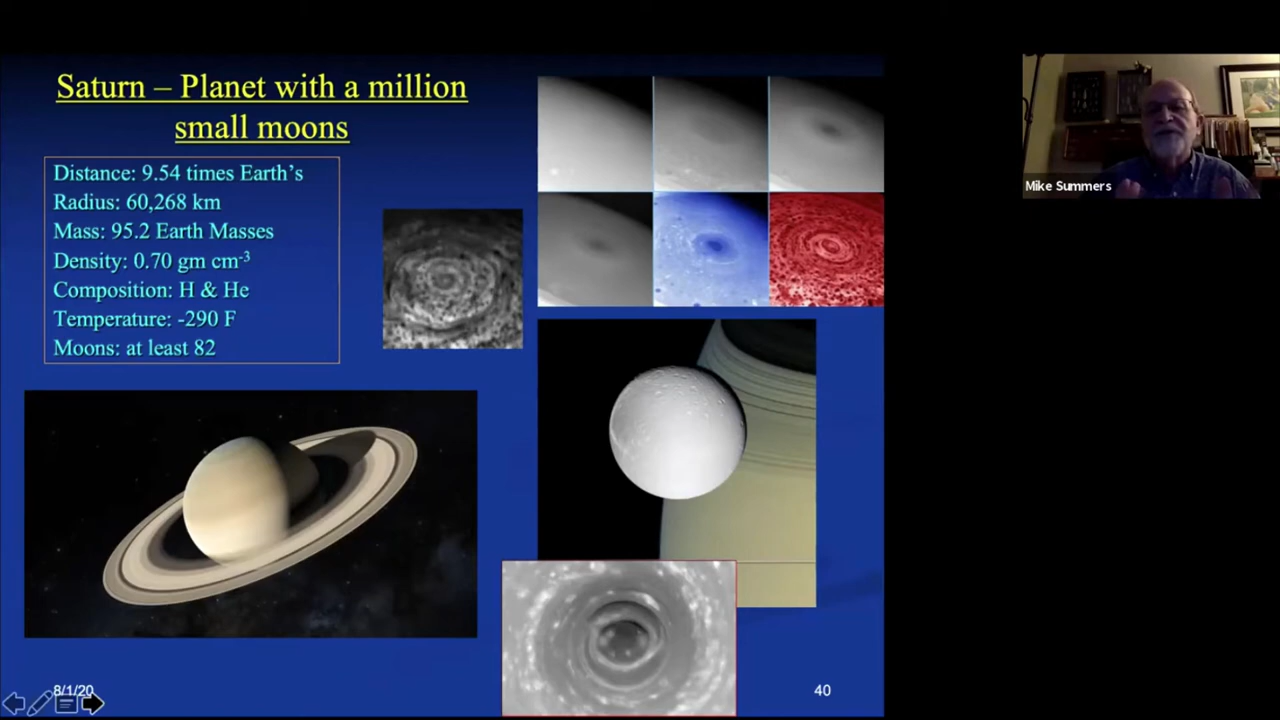 Saturn – Planet with a million
small moons
Distance: 9.54 times Earth's
Radius: 60,268 km
Mass: 95.2 Earth Masses
Density: 0.70 gm cm-3
Composition: H & He
Temperature: -290 F
Moons: at least 82
Mike Summers
8/1/20
40